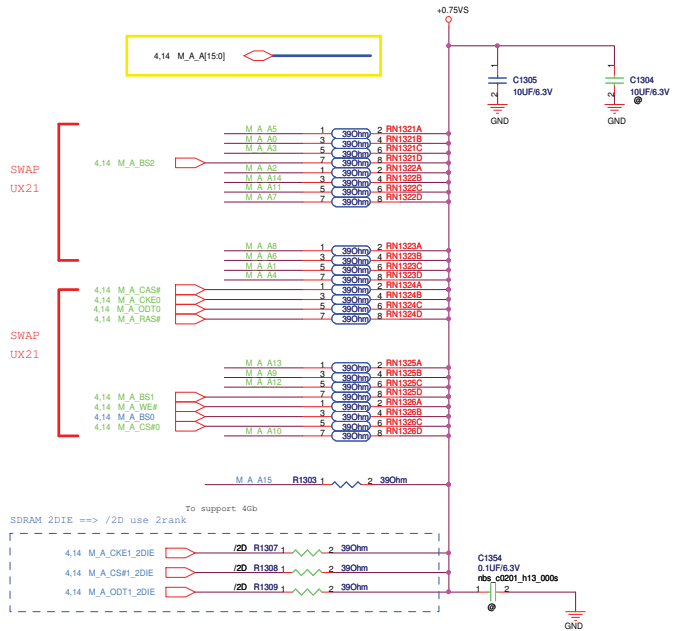 +0.75VS
4,14 M_A_A[15:0]
1
2
C1305
10UF/6.3V
GND
1
2
C1304
10UF/6.3V
@
GND
SWAP
UX21
M_A_A5 1 39Ohm 2 RN1321A
M_A_A0 3 39Ohm 4 RN1321B
M_A_A3 5 39Ohm 6 RN1321C
4,14 M_A_BS2 7 39Ohm 8 RN1321D
M_A_A2 1 39Ohm 2 RN1322A
M_A_A14 3 39Ohm 4 RN1322B
M_A_A11 5 39Ohm 6 RN1322C
M_A_A7 7 39Ohm 8 RN1322D
M_A_A8 1 39Ohm 2 RN1323A
M_A_A6 3 39Ohm 4 RN1323B
M_A_A1 5 39Ohm 6 RN1323C
M_A_A4 7 39Ohm 8 RN1323D
SWAP
UX21
4,14 M_A_CAS# 1 39Ohm 2 RN1324A
4,14 M_A_CKE0 3 39Ohm 4 RN1324B
4,14 M_A_ODT0 5 39Ohm 6 RN1324C
4,14 M_A_RAS# 7 39Ohm 8 RN1324D
M_A_A13 1 39Ohm 2 RN1325A
M_A_A9 3 39Ohm 4 RN1325B
M_A_A12 5 39Ohm 6 RN1325C
4,14 M_A_BS1 7 39Ohm 8 RN1325D
4,14 M_A_WE# 1 39Ohm 2 RN1326A
4,14 M_A_BS0 3 39Ohm 4 RN1326B
4,14 M_A_CS#0 5 39Ohm 6 RN1326C
M_A_A10 7 39Ohm 8 RN1326D
M_A_A15 R1303 1 2 39Ohm
To support 4Gb
SDRAM 2DIE ==> /2D use 2rank
4,14 M_A_CKE1_2DIE /2D R1307 1 2 39Ohm
4,14 M_A_CS#1_2DIE /2D R1308 1 2 39Ohm
4,14 M_A_ODT1_2DIE /2D R1309 1 2 39Ohm
C1354
0.1UF/6.3V
nbs_c0201_h13_000s
1 2
@
GND